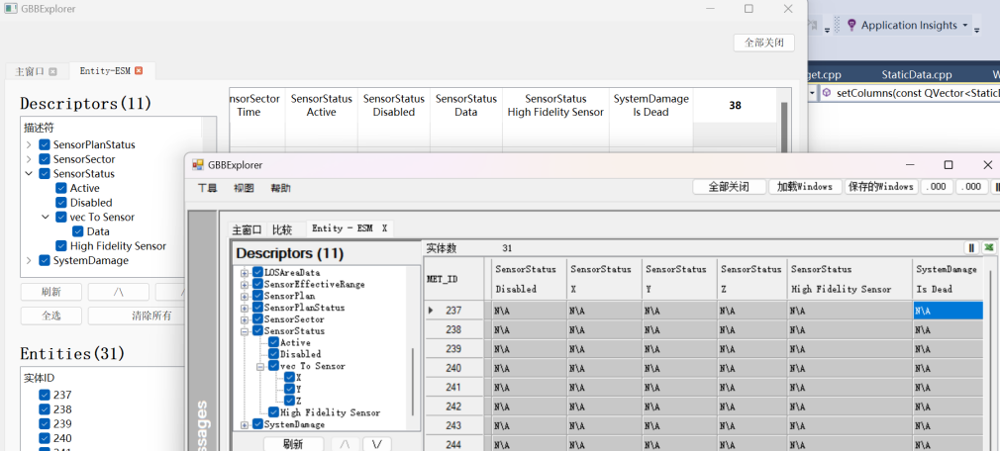 GBBExplorer
全部关闭
Application Insights
主窗口
Entity-ESM
get.cpp
StaticData.cpp
setColumns(const QVector<StaticD
Descriptors(11)
描述符
SensorPlanStatus
SensorSector
SensorStatus
Active
Disabled
vec To Sensor
Data
High Fidelity Sensor
SystemDamage
nsorSector Time
SensorStatus Active
SensorStatus Disabled
SensorStatus Data
SensorStatus High Fidelity Sensor
SystemDamage Is Dead
38
刷新
/\
全选
清除所有
Entities(31)
实体ID
237
238
239
240
241
GBBExplorer
工具
视图
帮助
全部关闭
加载Windows
保存的Windows
.000
.000
ssages
主窗口
比较
Entity - ESM X
Descriptors (11)
LOSAreaData
SensorEffectiveRange
SensorPlan
SensorPlanStatus
SensorSector
SensorStatus
Active
Disabled
vec To Sensor
X
Y
Z
High Fidelity Sensor
SystemDamage
刷新
/\
\/
实体数
31
MET_ID
SensorStatus Disabled
SensorStatus X
SensorStatus Y
SensorStatus Z
SensorStatus High Fidelity Sensor
SystemDamage Is Dead
237 N\A N\A N\A N\A N\A N\A
238 N\A N\A N\A N\A N\A N\A
239 N\A N\A N\A N\A N\A N\A
240 N\A N\A N\A N\A N\A N\A
241 N\A N\A N\A N\A N\A N\A
242 N\A N\A N\A N\A N\A N\A
243 N\A N\A N\A N\A N\A N\A
244 N\A N\A N\A N\A N\A N\A